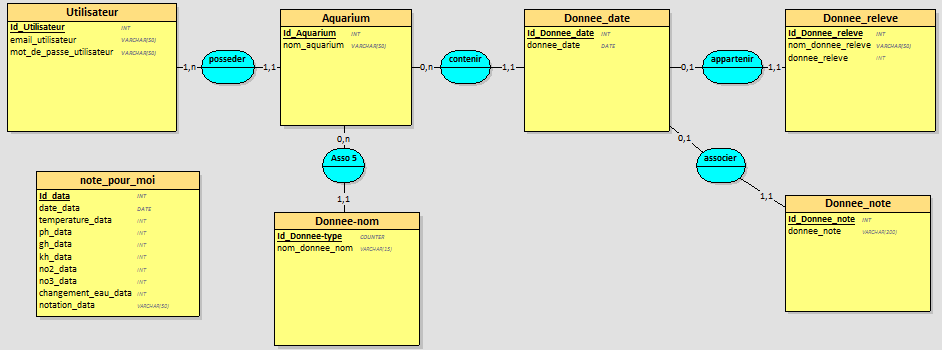 Utilisateur
Id_Utilisateur INT
email_utilisateur VARCHAR(50)
mot_de_passe_utilisateur VARCHAR(50)
1,n
posseder
1,1
Aquarium
Id_Aquarium INT
nom_aquarium VARCHAR(50)
0,n
contenir
1,1
Donnee_date
Id_Donnee_date INT
donnee_date DATE
0,1
appartenir
1,1
Donnee_releve
Id_Donnee_releve INT
nom_donnee_releve VARCHAR(50)
donnee_releve INT
0,n
Asso 5
1,1
0,1
associer
1,1
note_pour_moi
Id_data INT
date_data DATE
temperature_data INT
ph_data INT
gh_data INT
kh_data INT
no2_data INT
no3_data INT
changement_eau_data INT
notation_data VARCHAR(50)
Donnee-nom
Id_Donnee-type COUNTER
nom_donnee_nom VARCHAR(15)
Donnee_note
Id_Donnee_note INT
donnee_note VARCHAR(200)